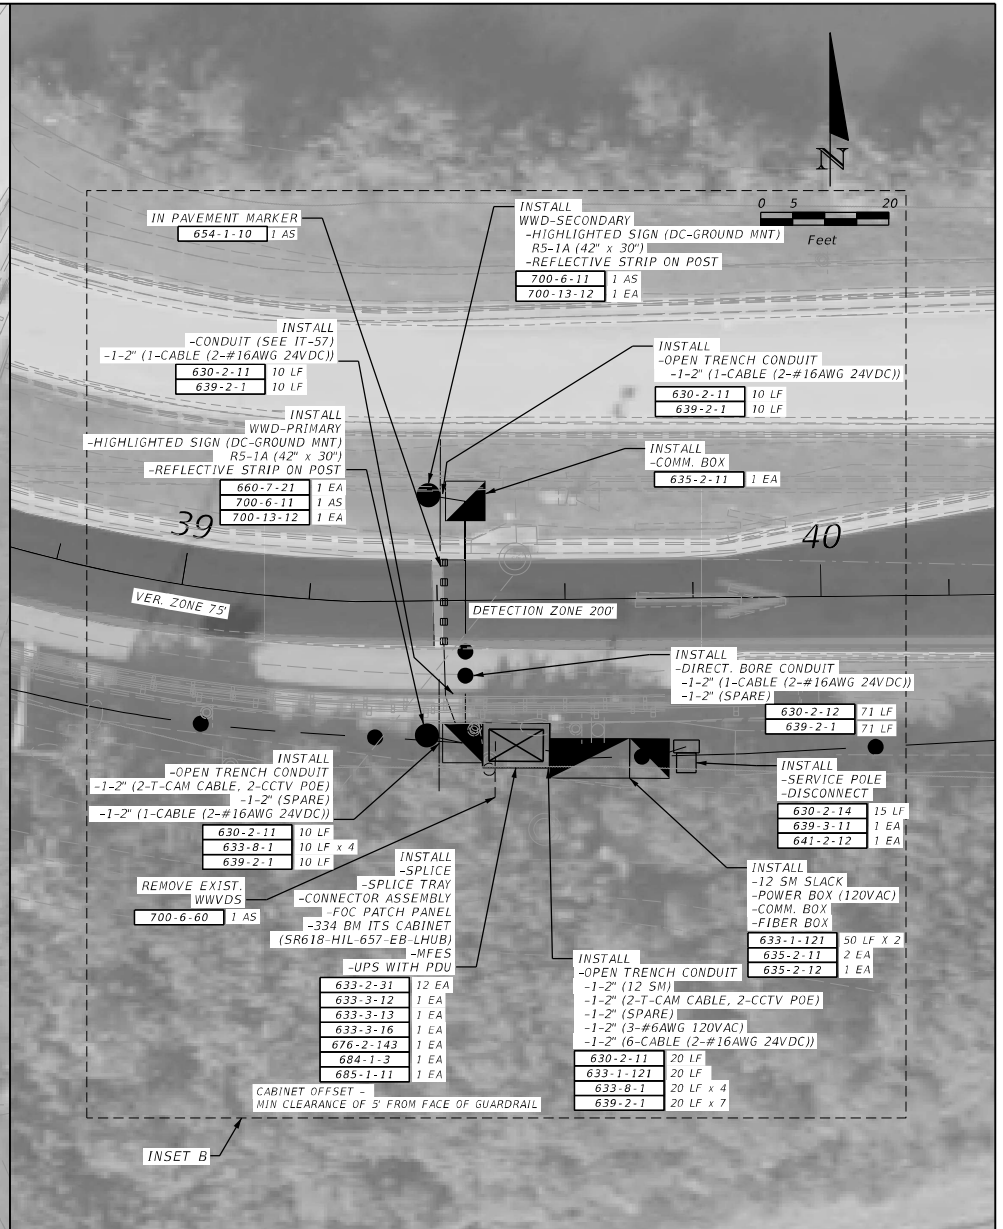 N
0 5 20
Feet
IN PAVEMENT MARKER
654-1-10 1 AS
INSTALL
WWD-SECONDARY
-HIGHLIGHTED SIGN (DC-GROUND MNT)
R5-1A (42" x 30")
-REFLECTIVE STRIP ON POST
700-6-11 1 AS
700-13-12 1 EA
INSTALL
-CONDUIT (SEE IT-57)
-1-2" (1-CABLE (2-#16AWG 24VDC))
630-2-11 10 LF
639-2-1 10 LF
INSTALL
-OPEN TRENCH CONDUIT
-1-2" (1-CABLE (2-#16AWG 24VDC))
630-2-11 10 LF
639-2-1 10 LF
INSTALL
WWD-PRIMARY
-HIGHLIGHTED SIGN (DC-GROUND MNT)
R5-1A (42" x 30")
-REFLECTIVE STRIP ON POST
660-7-21 1 EA
700-6-11 1 AS
700-13-12 1 EA
INSTALL
-COMM. BOX
635-2-11 1 EA
39
40
VER. ZONE 75'
DETECTION ZONE 200'
INSTALL
-DIRECT. BORE CONDUIT
-1-2" (1-CABLE (2-#16AWG 24VDC))
-1-2" (SPARE)
630-2-12 71 LF
639-2-1 71 LF
INSTALL
-OPEN TRENCH CONDUIT
-1-2" (2-T-CAM CABLE, 2-CCTV POE)
-1-2" (SPARE)
-1-2" (1-CABLE (2-#16AWG 24VDC))
630-2-11 10 LF
633-8-1 10 LF x 4
639-2-1 10 LF
INSTALL
-SERVICE POLE
-DISCONNECT
630-2-14 15 LF
639-3-11 1 EA
641-2-12 1 EA
REMOVE EXIST.
WWVDS
700-6-60 1 AS
INSTALL
-SPLICE
-SPLICE TRAY
-CONNECTOR ASSEMBLY
-FOC PATCH PANEL
-334 BM ITS CABINET
(SR618-HIL-657-EB-LHUB)
-MFES
-UPS WITH PDU
633-2-31 12 EA
633-3-12 1 EA
633-3-13 1 EA
633-3-16 1 EA
676-2-143 1 EA
684-1-3 1 EA
685-1-11 1 EA
INSTALL
-12 SM SLACK
-POWER BOX (120VAC)
-COMM. BOX
-FIBER BOX
633-1-121 50 LF X 2
635-2-11 2 EA
635-2-12 1 EA
INSTALL
-OPEN TRENCH CONDUIT
-1-2" (12 SM)
-1-2" (2-T-CAM CABLE, 2-CCTV POE)
-1-2" (SPARE)
-1-2" (3-#6AWG 120VAC)
-1-2" (6-CABLE (2-#16AWG 24VDC))
630-2-11 20 LF
633-1-121 20 LF
633-8-1 20 LF x 4
639-2-1 20 LF x 7
CABINET OFFSET -
MIN CLEARANCE OF 5' FROM FACE OF GUARDRAIL
INSET B